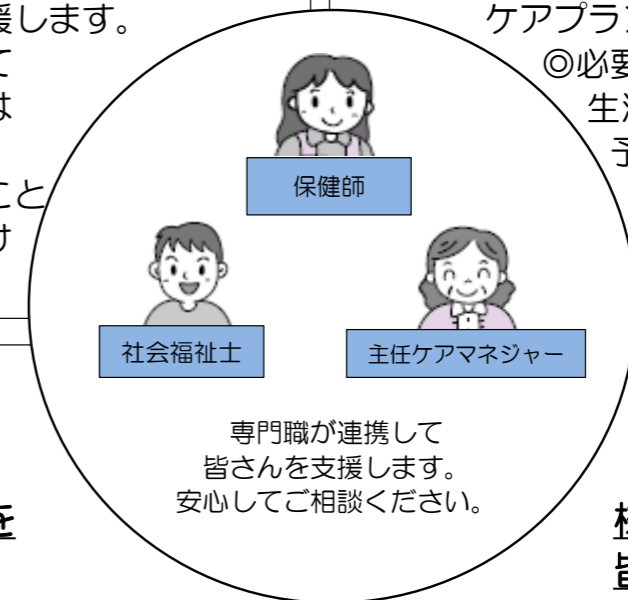 援します。
て
は
こと
け
ケアプラン
◎必要
生活
予
保健師
社会福祉士
主任ケアマネジャー
専門職が連携して
皆さんを支援します。
安心してご相談ください。
を
皆